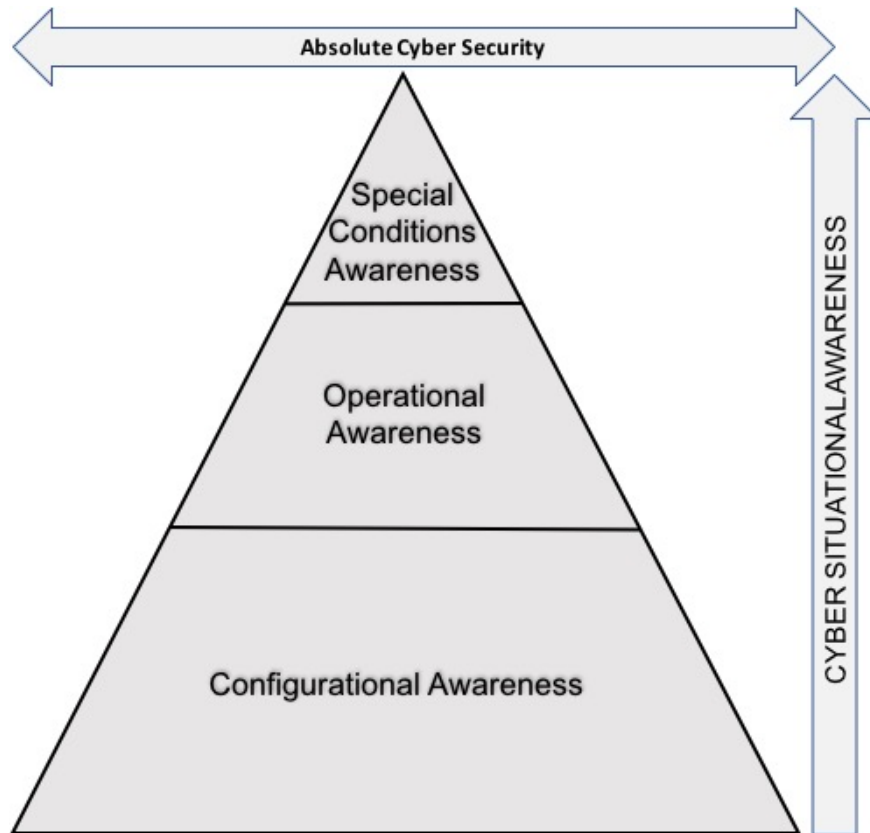 Absolute Cyber Security
Special
Conditions
Awareness
Operational
Awareness
Configurational Awareness
CYBER SITUATIONAL AWARENESS